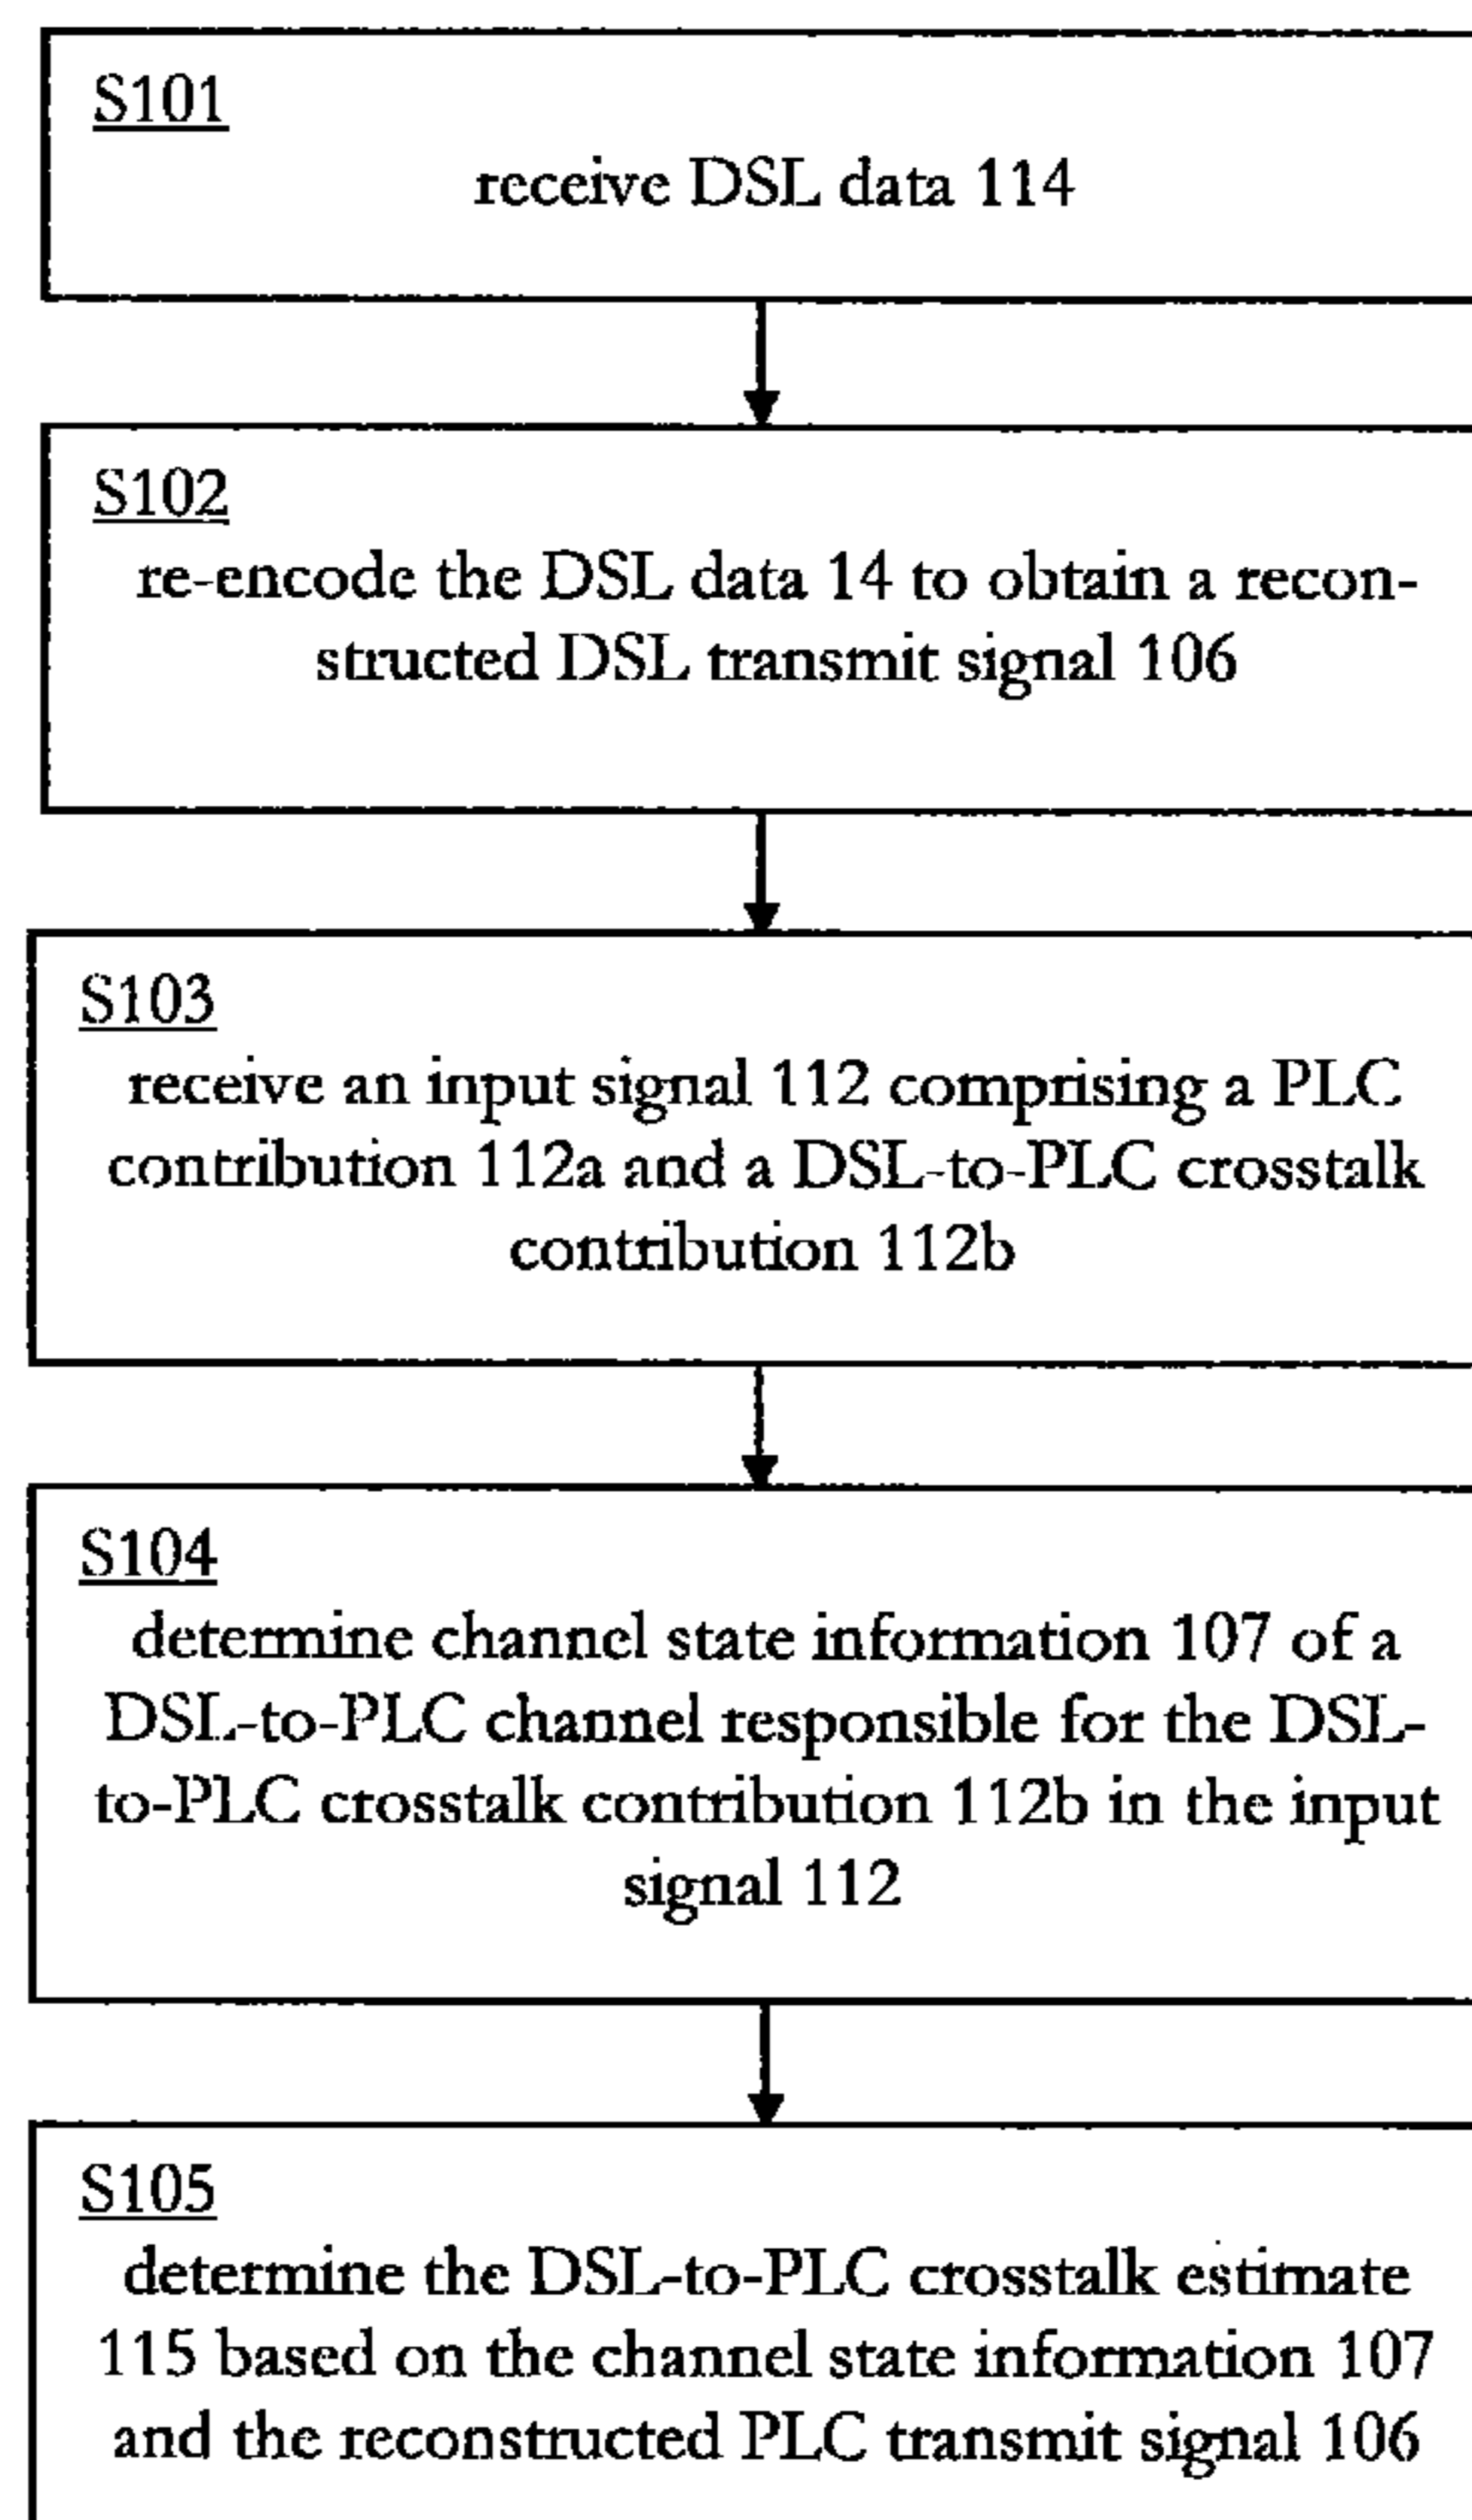 S101
receive DSL data 114
S102
re-encode the DSL data 14 to obtain a recon-
structed DSL transmit signal 106
S103
receive an input signal 112 comprising a PLC
contribution 112a and a DSL-to-PLC crosstalk
contribution 112b
S104
determine channel state information 107 of a
DSL-to-PLC channel responsible for the DSL-
to-PLC crosstalk contribution 112b in the input
signal 112
S105
determine the DSL-to-PLC crosstalk estimate
115 based on the channel state information 107
and the reconstructed PLC transmit signal 106